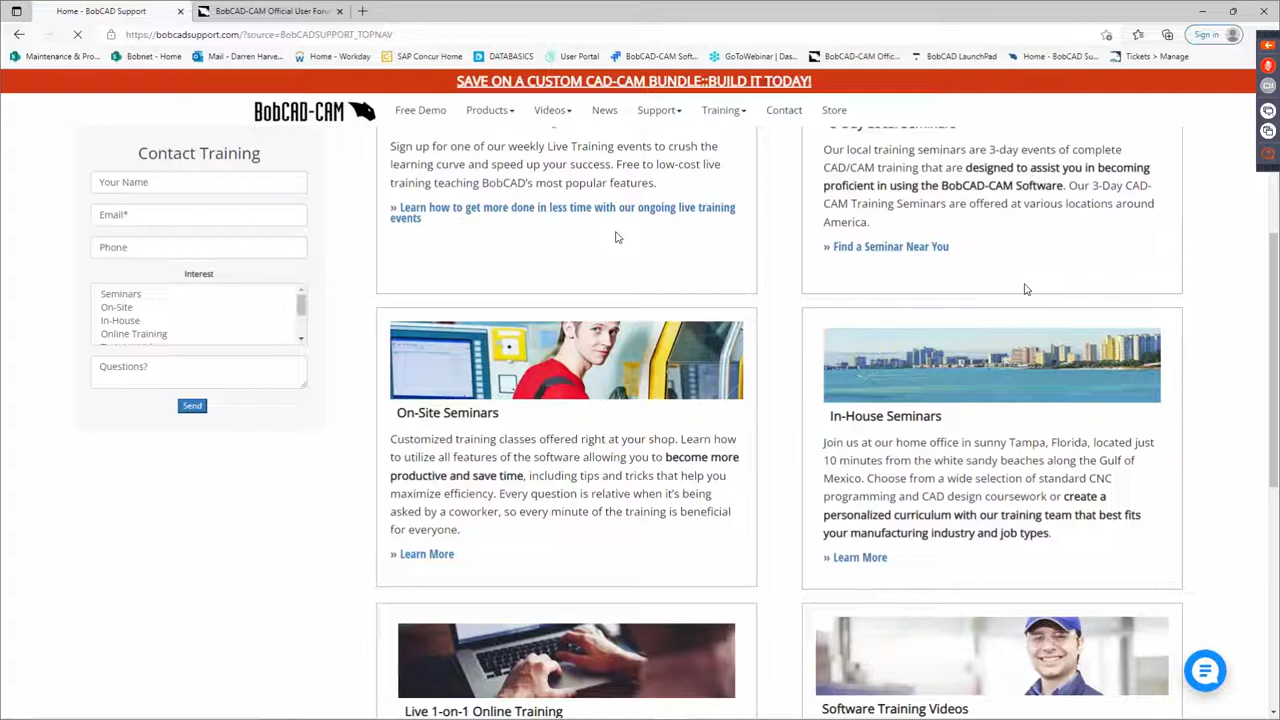 Home - BobCAD Support
BobCAD-CAM Official User Foru
https://bobcadsupport.com/?source=BobCADSUPPORT_TOPNAV
Sign in
Maintenance & Pro...
Bobnet - Home
Mail - Darren Harve...
Home - Workday
SAP Concur Home
DATABASICS
User Portal
BobCAD-CAM Soft...
GoToWebinar | Das...
BobCAD-CAM Offic...
BobCAD LaunchPad
Home - BobCAD Su...
Tickets > Manage
SAVE ON A CUSTOM CAD-CAM BUNDLE::BUILD IT TODAY!
BOBCAD-CAM
Free Demo
Products
Videos
News
Support
Training
Contact
Store
Contact Training
Your Name
Email*
Phone
Interest
Seminars
On-Site
In-House
Online Training
Questions?
Send
Sign up for one of our weekly Live Training events to crush the
learning curve and speed up your success. Free to low-cost live
training teaching BobCAD's most popular features.
» Learn how to get more done in less time with our ongoing live training
events
Our local training seminars are 3-day events of complete
CAD/CAM training that are designed to assist you in becoming
proficient in using the BobCAD-CAM Software. Our 3-Day CAD-
CAM Training Seminars are offered at various locations around
America.
» Find a Seminar Near You
On-Site Seminars
Customized training classes offered right at your shop. Learn how
to utilize all features of the software allowing you to become more
productive and save time, including tips and tricks that help you
maximize efficiency. Every question is relative when it's being
asked by a coworker, so every minute of the training is beneficial
for everyone.
» Learn More
In-House Seminars
Join us at our home office in sunny Tampa, Florida, located just
10 minutes from the white sandy beaches along the Gulf of
Mexico. Choose from a wide selection of standard CNC
programming and CAD design coursework or create a
personalized curriculum with our training team that best fits
your manufacturing industry and job types.
» Learn More
Live 1-on-1 Online Training
Software Training Videos